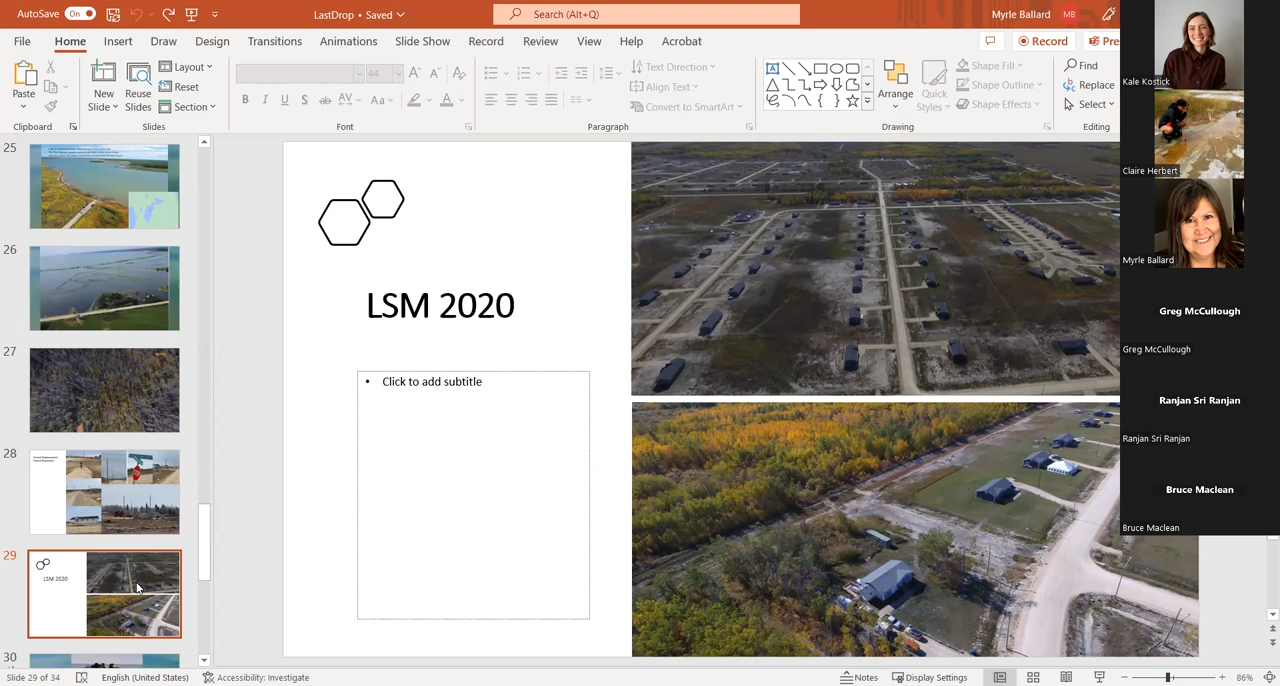 AutoSave On
LastDrop • Saved
Search (Alt+Q)
Myrle Ballard MB
File Home Insert Draw Design Transitions Animations Slide Show Record Review View Help Acrobat Record Pre
Paste
New
Slide
Reuse
Slides
Layout
Reset
Section
44
B I U S ab AV Aa A
Text Direction
Align Text
Convert to SmartArt
Arrange
Quick
Styles
Shape Fill
Shape Outline
Shape Effects
Find
Replace
Select
Clipboard Slides Font Paragraph Drawing Editing
25
26
27
28
29
LSM 2020
30
LSM 2020
• Click to add subtitle
Kale Kostick
Claire Herbert
Myrle Ballard
Greg McCullough
Greg McCullough
Ranjan Sri Ranjan
Ranjan Sri Ranjan
Bruce Maclean
Bruce Maclean
Slide 29 of 34 English (United States) Accessibility: Investigate Notes Display Settings 86%